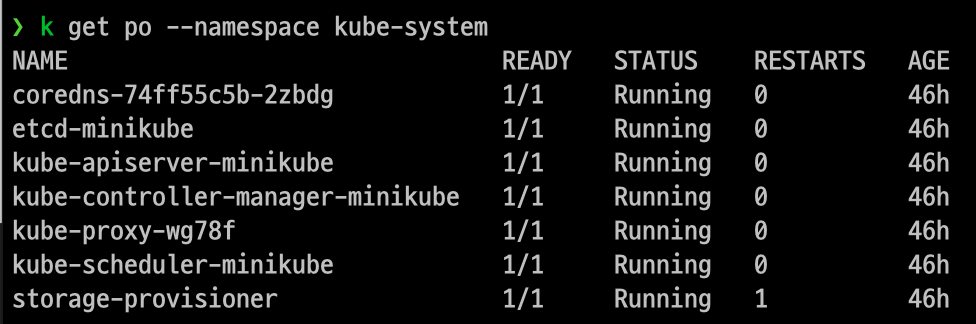 ❯ k get po --namespace kube-system
NAME READY STATUS RESTARTS AGE
coredns-74ff55c5b-2zbdg 1/1 Running 0 46h
etcd-minikube 1/1 Running 0 46h
kube-apiserver-minikube 1/1 Running 0 46h
kube-controller-manager-minikube 1/1 Running 0 46h
kube-proxy-wg78f 1/1 Running 0 46h
kube-scheduler-minikube 1/1 Running 0 46h
storage-provisioner 1/1 Running 1 46h